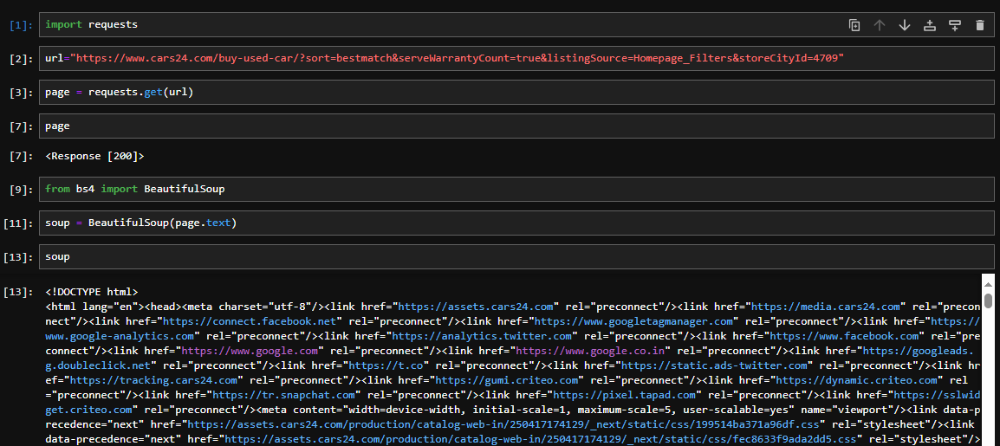 [1]: import requests
[2]: url="https://www.cars24.com/buy-used-car/?sort=bestmatch&serveWarrantyCount=true&listingSource=Homepage_Filters&storeCityId=4709"
[3]: page = requests.get(url)
[7]: page
[7]: <Response [200]>
[9]: from bs4 import BeautifulSoup
[11]: soup = BeautifulSoup(page.text)
[13]: soup
[13]: <!DOCTYPE html>
<html lang="en"><head><meta charset="utf-8"/><link href="https://assets.cars24.com" rel="preconnect"/><link href="https://media.cars24.com" rel="precon
nect"/><link href="https://connect.facebook.net" rel="preconnect"/><link href="https://www.googletagmanager.com" rel="preconnect"/><link href="https://
www.google-analytics.com" rel="preconnect"/><link href="https://analytics.twitter.com" rel="preconnect"/><link href="https://www.facebook.com" rel="pre
connect"/><link href="https://www.google.com" rel="preconnect"/><link href="https://www.google.co.in" rel="preconnect"/><link href="https://googleads.
g.doubleclick.net" rel="preconnect"/><link href="https://t.co" rel="preconnect"/><link href="https://static.ads-twitter.com" rel="preconnect"/><link hr
ef="https://tracking.cars24.com" rel="preconnect"/><link href="https://gumi.criteo.com" rel="preconnect"/><link href="https://dynamic.criteo.com" rel
="preconnect"/><link href="https://tr.snapchat.com" rel="preconnect"/><link href="https://pixel.tapad.com" rel="preconnect"/><link href="https://sslwid
get.criteo.com" rel="preconnect"/><meta content="width=device-width, initial-scale=1, maximum-scale=5, user-scalable=yes" name="viewport"/><link data-p
recedence="next" href="https://assets.cars24.com/production/catalog-web-in/250417174129/_next/static/css/199514ba371a96df.css" rel="stylesheet"/><link
data-precedence="next" href="https://assets.cars24.com/production/catalog-web-in/250417174129/_next/static/css/fec8633f9ada2dd5.css" rel="stylesheet"/>